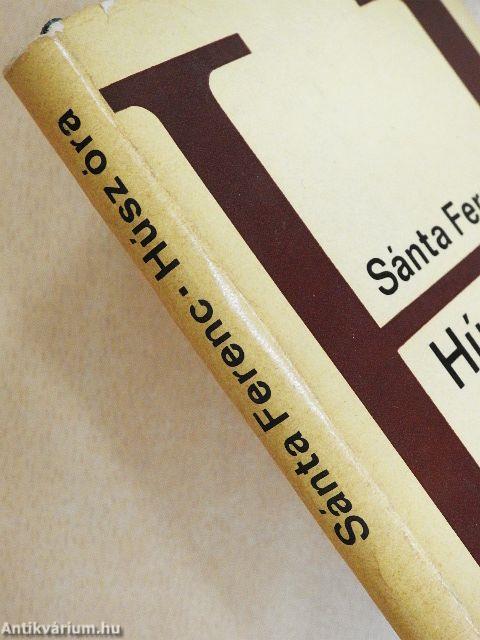 Sánta Ferenc • Húsz óra
Sánta Fer
Hú
Antikvárium.hu